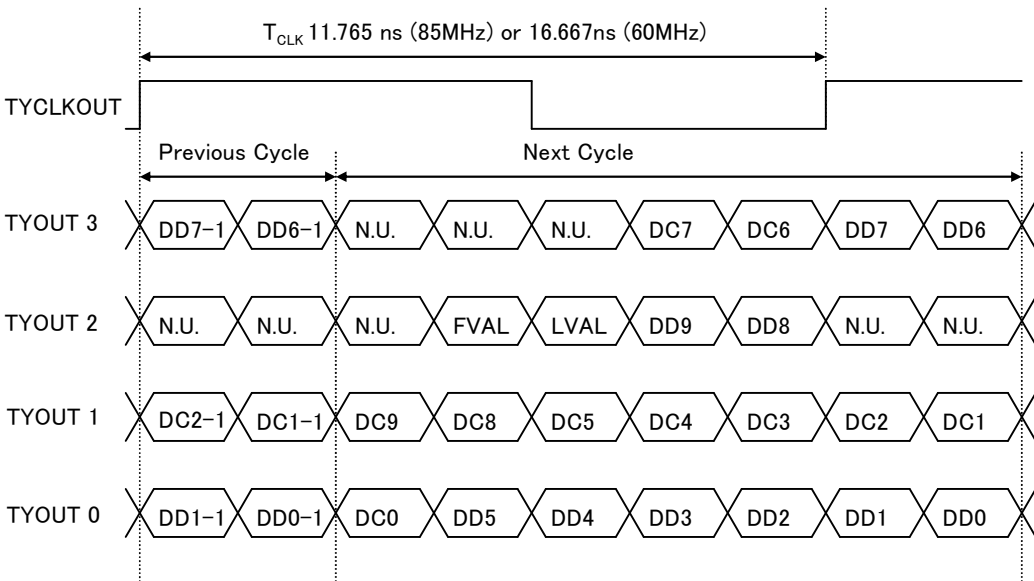 TCLK 11.765 ns (85MHz) or 16.667ns (60MHz)
TYCLKOUT
Previous Cycle Next Cycle
TYOUT 3 DD7-1 DD6-1 N.U. N.U. N.U. DC7 DC6 DD7 DD6
TYOUT 2 N.U. N.U. N.U. FVAL LVAL DD9 DD8 N.U. N.U.
TYOUT 1 DC2-1 DC1-1 DC9 DC8 DC5 DC4 DC3 DC2 DC1
TYOUT 0 DD1-1 DD0-1 DC0 DD5 DD4 DD3 DD2 DD1 DD0